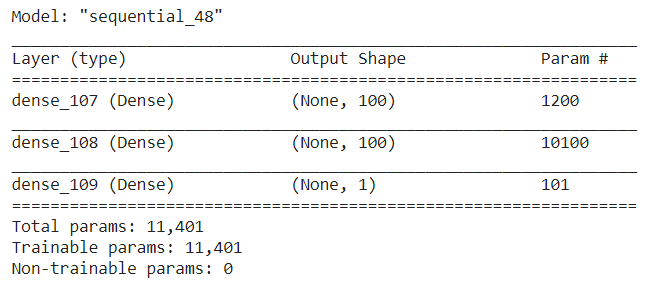 Model: "sequential_48"
Layer (type) Output Shape Param #
dense_107 (Dense) (None, 100) 1200
dense_108 (Dense) (None, 100) 10100
dense_109 (Dense) (None, 1) 101
Total params: 11,401
Trainable params: 11,401
Non-trainable params: 0